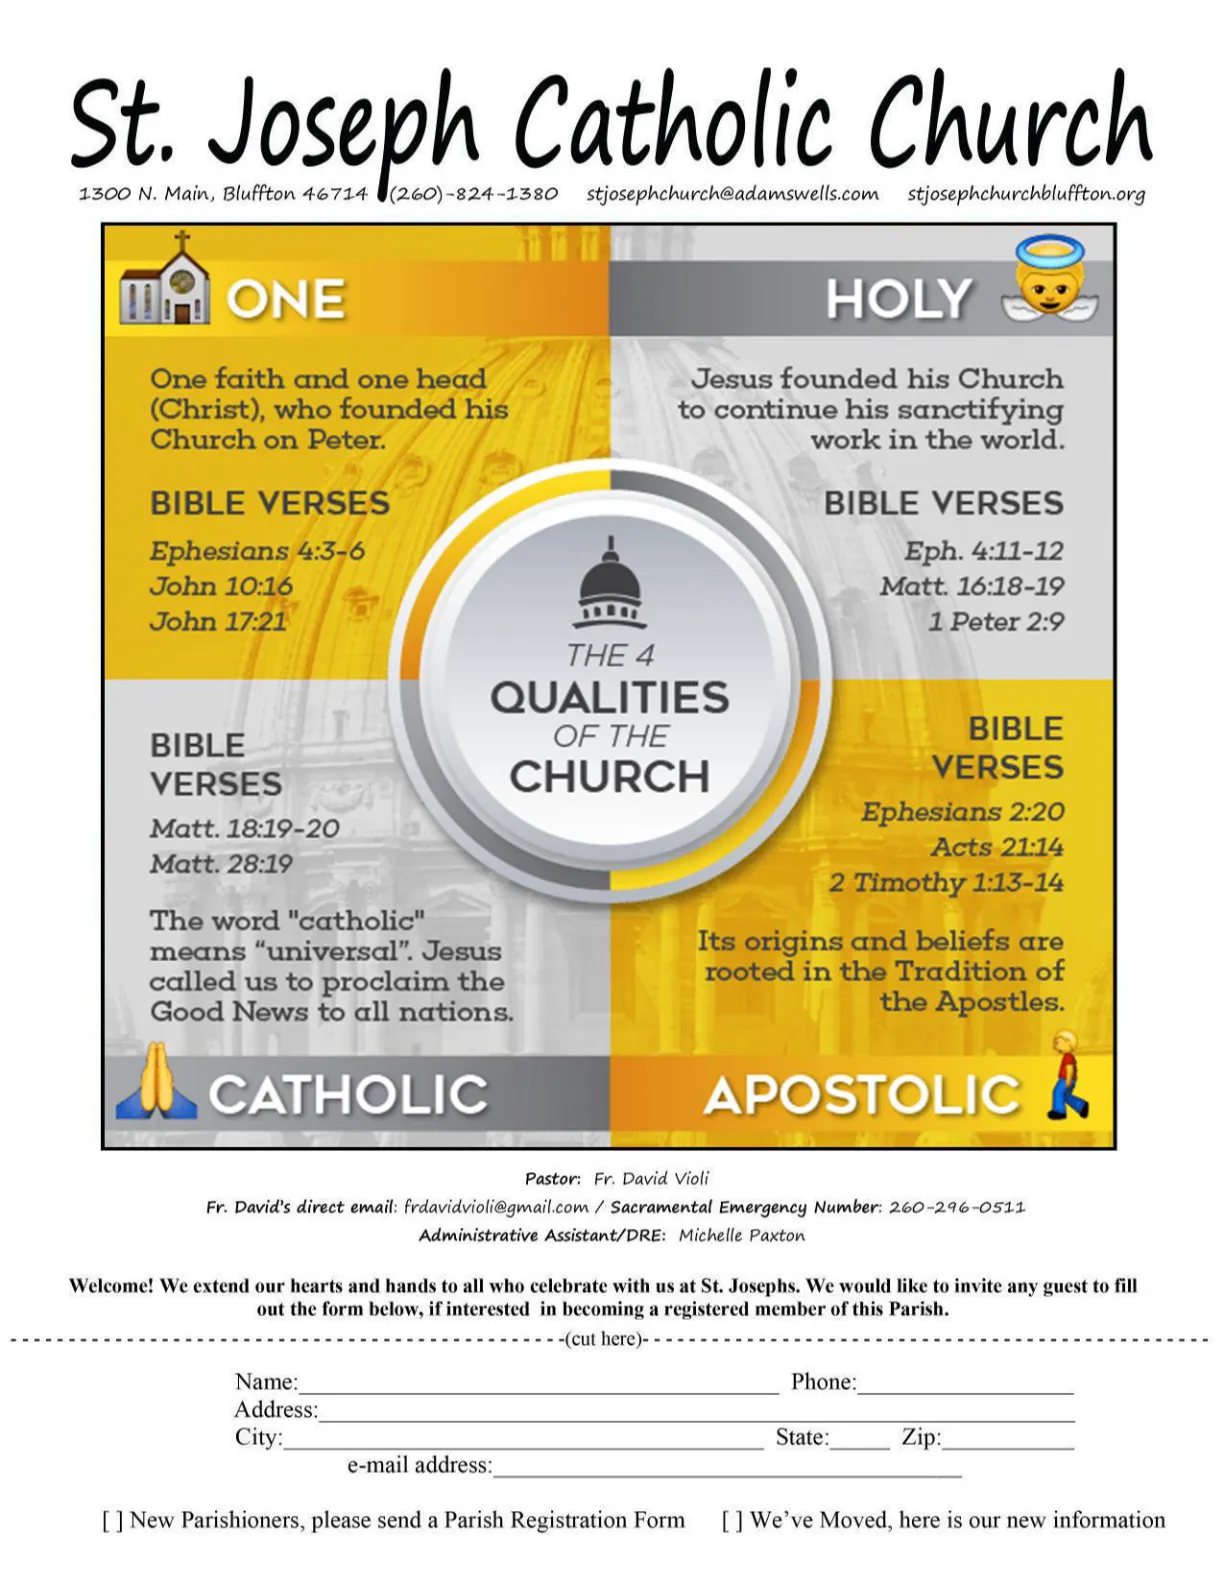 St. Joseph Catholic Church
1300 N. Main, Bluffton 46714 (260)-824-1380 stjosephchurch@adamswells.com stjosephchurchbluffton.org
ONE
One faith and one head
(Christ), who founded his
Church on Peter.
BIBLE VERSES
Ephesians 4:3-6
John 10:16
John 17:21
HOLY
Jesus founded his Church
to continue his sanctifying
work in the world.
BIBLE VERSES
Eph. 4:11-12
Matt. 16:18-19
1 Peter 2:9
THE 4
QUALITIES
OF THE
CHURCH
BIBLE
VERSES
Matt. 18:19-20
Matt. 28:19
The word "catholic"
means “universal”. Jesus
called us to proclaim the
Good News to all nations.
CATHOLIC
BIBLE
VERSES
Ephesians 2:20
Acts 21:14
2 Timothy 1:13-14
Its origins and beliefs are
rooted in the Tradition of
the Apostles.
APOSTOLIC
Pastor: Fr. David Violi
Fr. David’s direct email: frdavidvioli@gmail.com / Sacramental Emergency Number: 260-296-0511
Administrative Assistant/DRE: Michelle Paxton
Welcome! We extend our hearts and hands to all who celebrate with us at St. Josephs. We would like to invite any guest to fill
out the form below, if interested in becoming a registered member of this Parish.
-(cut here)-
Name: Phone:
Address:
City: State: Zip:
e-mail address:
[ ] New Parishioners, please send a Parish Registration Form [ ] We’ve Moved, here is our new information